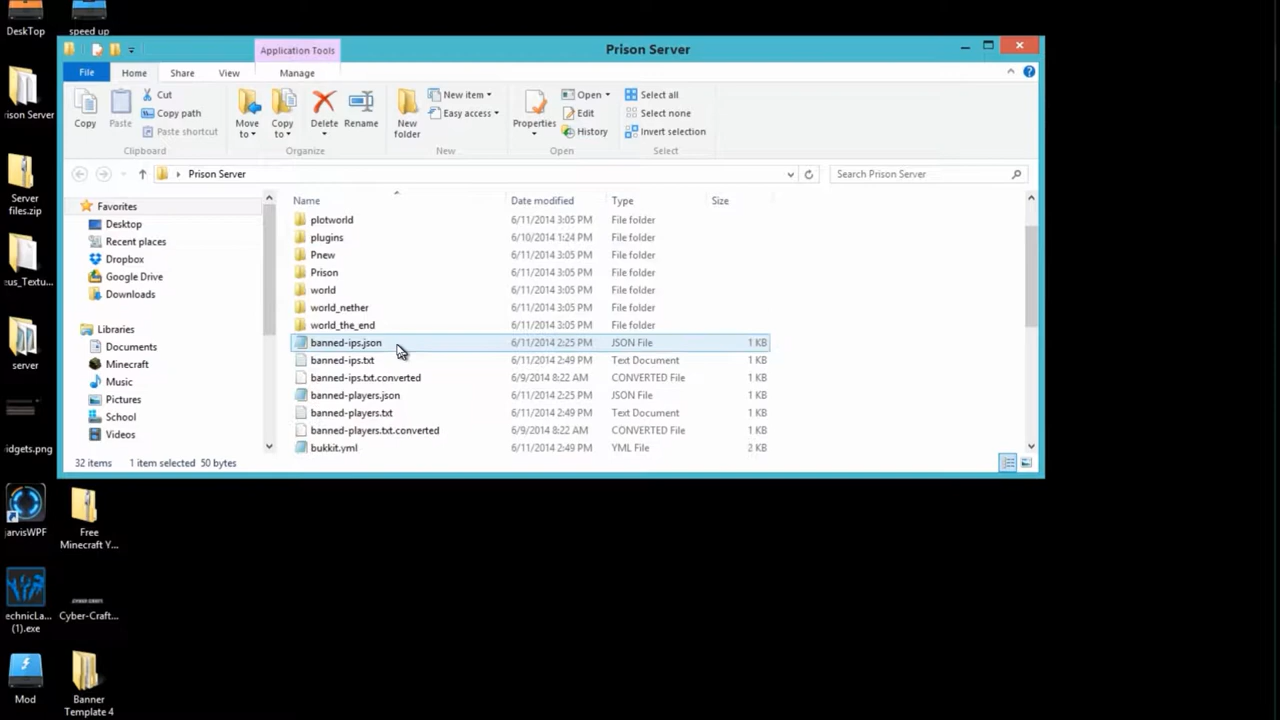 DeskTop
speed up
Prison Server
Application Tools
Prison Server
File
Home
Share
View
Manage
Copy
Paste
Cut
Copy path
Paste shortcut
Clipboard
Move
to
Copy
to
Delete
Rename
Organize
New
folder
New item
Easy access
New
Properties
Open
Edit
History
Open
Select all
Select none
Invert selection
Select
Prison Server
Search Prison Server
Favorites
Desktop
Recent places
Dropbox
Google Drive
Downloads
Libraries
Documents
Minecraft
Music
Pictures
School
Videos
Name Date modified Type Size
plotworld 6/11/2014 3:05 PM File folder
plugins 6/10/2014 1:24 PM File folder
Pnew 6/11/2014 3:05 PM File folder
Prison 6/11/2014 3:05 PM File folder
world 6/11/2014 3:05 PM File folder
world_nether 6/11/2014 3:05 PM File folder
world_the_end 6/11/2014 3:05 PM File folder
banned-ips.json 6/11/2014 2:25 PM JSON File 1 KB
banned-ips.txt 6/11/2014 2:49 PM Text Document 1 KB
banned-ips.txt.converted 6/9/2014 8:22 AM CONVERTED File 1 KB
banned-players.json 6/11/2014 2:25 PM JSON File 1 KB
banned-players.txt 6/11/2014 2:49 PM Text Document 1 KB
banned-players.txt.converted 6/9/2014 8:22 AM CONVERTED File 1 KB
bukkit.yml 6/11/2014 2:49 PM YML File 2 KB
32 items 1 item selected 50 bytes
Server
files.zip
eus_Textu...
server
idgets.png
jarvisWPF
Free
Minecraft Y...
echnicLa...
(1).exe
Cyber-Craft...
Mod
Banner
Template 4